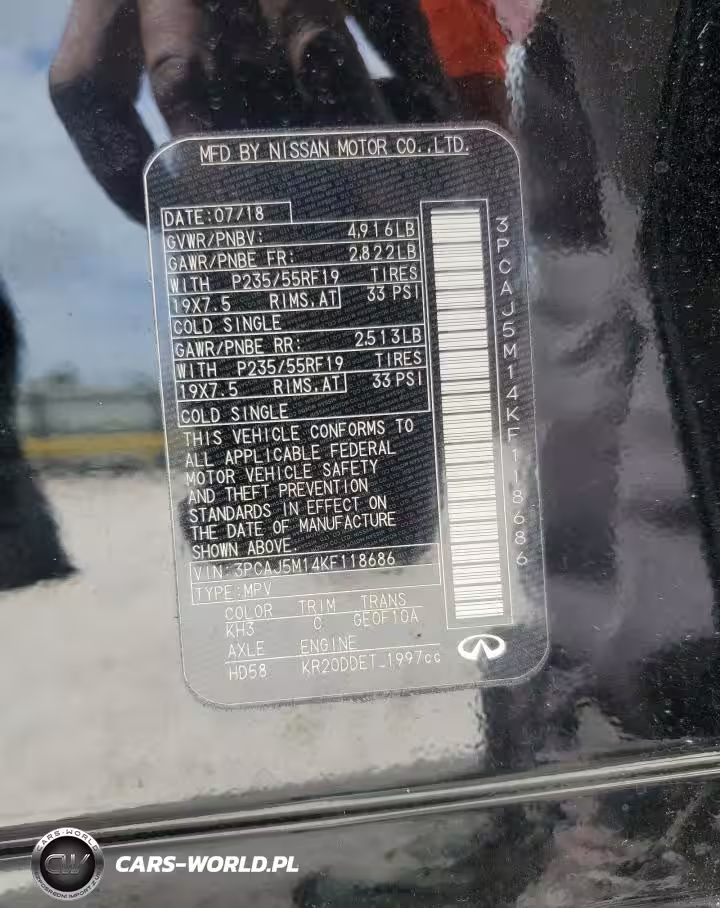 MFD BY NISSAN MOTOR CO.,LTD.
DATE:07/18
GVWR/PNBV: 4,916LB
GAWR/PNBE FR: 2,822LB
WITH P235/55RF19 TIRES
19X7.5 RIMS,AT 33 PSI
COLD SINGLE
GAWR/PNBE RR: 2,513LB
WITH P235/55RF19 TIRES
19X7.5 RIMS,AT 33 PSI
COLD SINGLE
THIS VEHICLE CONFORMS TO
ALL APPLICABLE FEDERAL
MOTOR VEHICLE SAFETY
AND THEFT PREVENTION
STANDARDS IN EFFECT ON
THE DATE OF MANUFACTURE
SHOWN ABOVE.
VIN:3PCAJ5M14KF118686
TYPE:MPV
COLOR TRIM TRANS
KH3 C GE0F10A
AXLE ENGINE
HD58 KR20DDET_1997cc
3PCAJ5M14KF118686
CARS-WORLD
CW
CARS-WORLD.PL